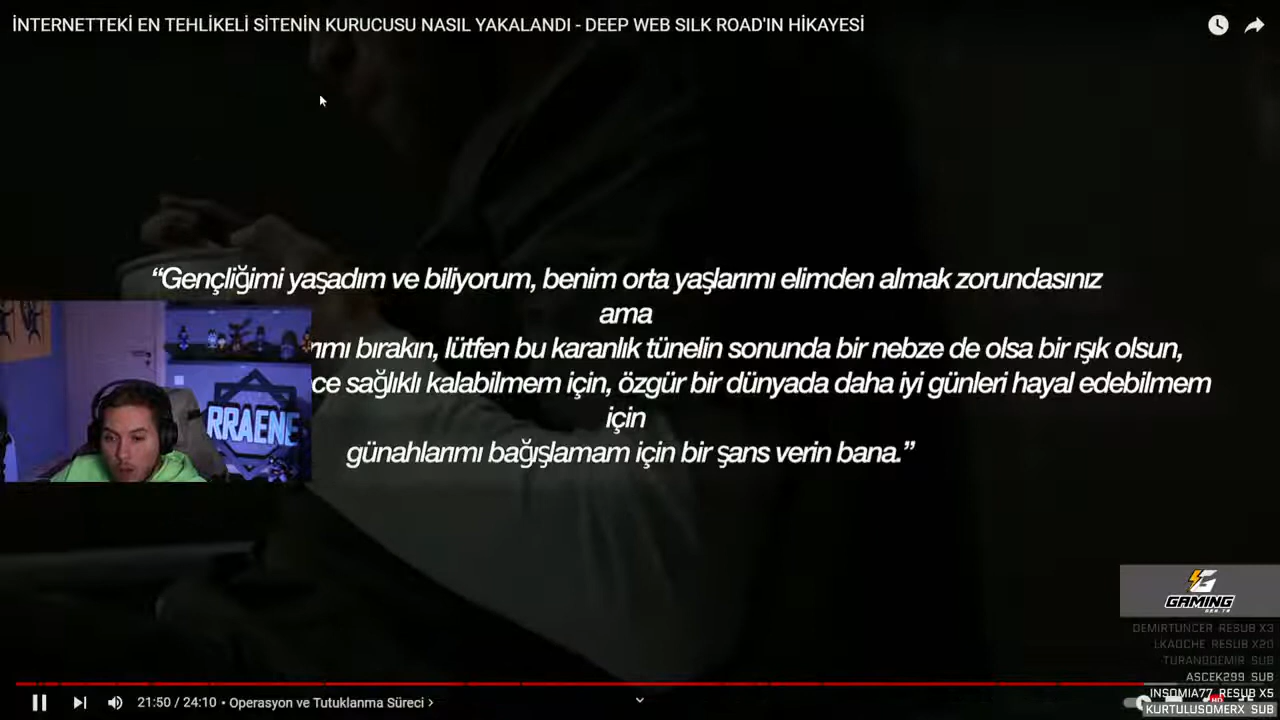 İNTERNETTEKİ EN TEHLİKELİ SİTENİN KURUCUSU NASIL YAKALANDI - DEEP WEB SILK ROAD'IN HİKAYESİ
“Gençliğimi yaşadım ve biliyorum, benim orta yaşlarımı elimden almak zorundasınız
ama
bırakın, lütfen bu karanlık tünelin sonunda bir nebze de olsa bir ışık olsun,
sağlıklı kalabilmem için, özgür bir dünyada daha iyi günleri hayal edebilmem
için
günahlarımı bağışlamam için bir şans verin bana.”
RRAENE
GAMING
GEN.TR
DEMIRTUNCER RESUB X3
LKAOCHE RESUB X20
TURANDDEMIR SUB
ASCEK299 SUB
INSOMIA77 RESUB X5
KURTULUSOMERX SUB
21:50 / 24:10 • Operasyon ve Tutuklanma Süreci
HD